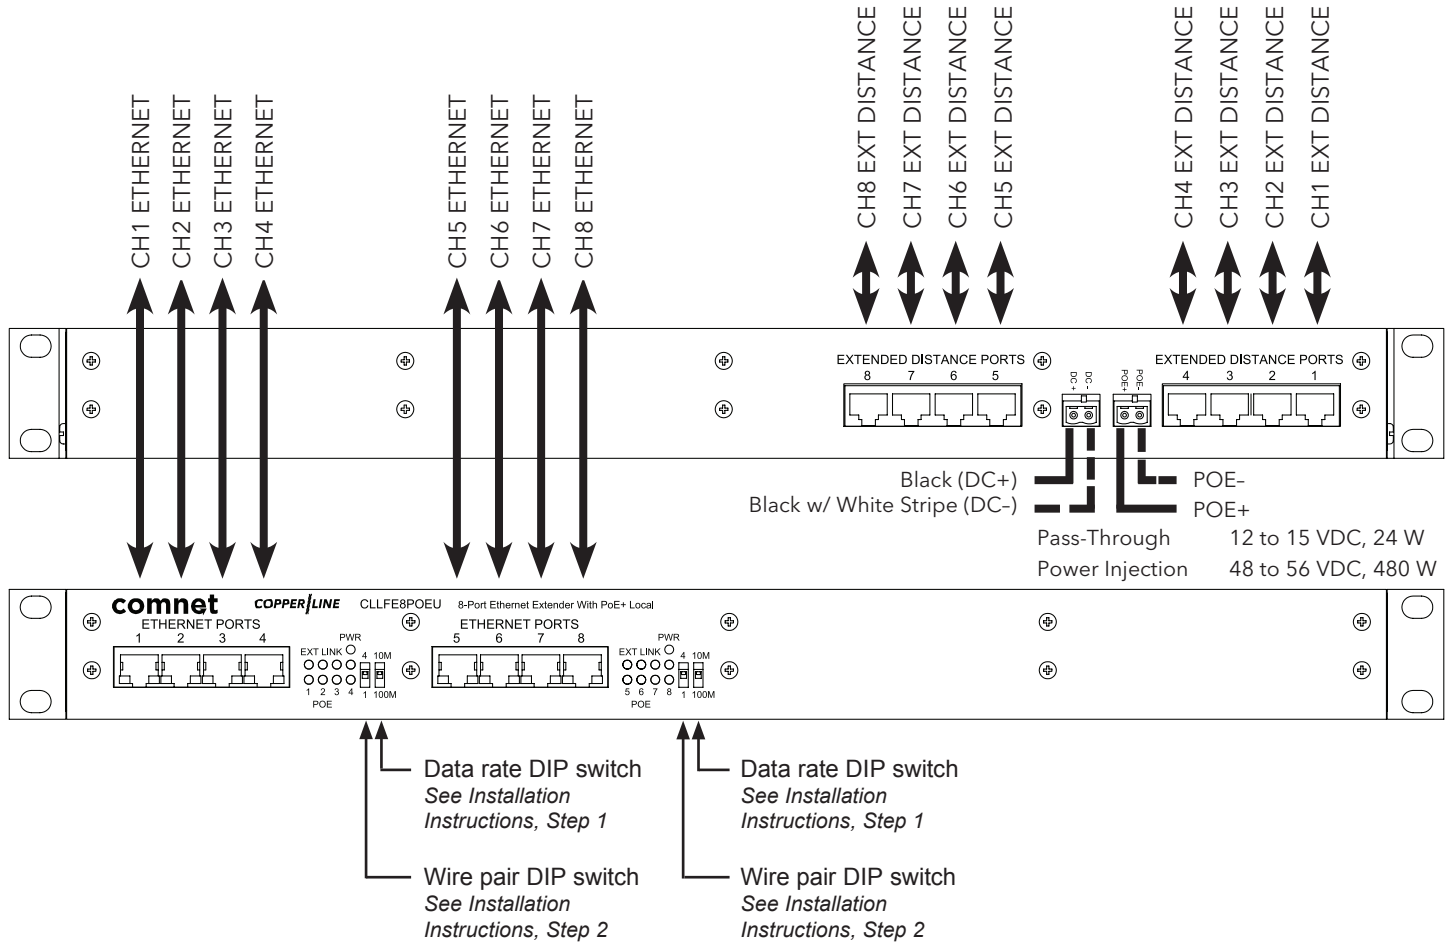 CH1 ETHERNET
CH2 ETHERNET
CH3 ETHERNET
CH4 ETHERNET
CH5 ETHERNET
CH6 ETHERNET
CH7 ETHERNET
CH8 ETHERNET
CH8 EXT DISTANCE
CH7 EXT DISTANCE
CH6 EXT DISTANCE
CH5 EXT DISTANCE
CH4 EXT DISTANCE
CH3 EXT DISTANCE
CH2 EXT DISTANCE
CH1 EXT DISTANCE
EXTENDED DISTANCE PORTS
8 7 6 5
DC +
DC -
POE+
POE-
EXTENDED DISTANCE PORTS
4 3 2 1
Black (DC+)
Black w/ White Stripe (DC–)
POE–
POE+
Pass-Through 12 to 15 VDC, 24 W
Power Injection 48 to 56 VDC, 480 W
comnet COPPER/LINE CLLFE8POEU 8-Port Ethernet Extender With PoE+ Local
ETHERNET PORTS
1 2 3 4
PWR
EXT LINK
4 10M
1 2 3 4
1 100M
POE
ETHERNET PORTS
5 6 7 8
PWR
EXT LINK
4 10M
5 6 7 8
1 100M
POE
Data rate DIP switch
See Installation
Instructions, Step 1
Wire pair DIP switch
See Installation
Instructions, Step 2
Data rate DIP switch
See Installation
Instructions, Step 1
Wire pair DIP switch
See Installation
Instructions, Step 2